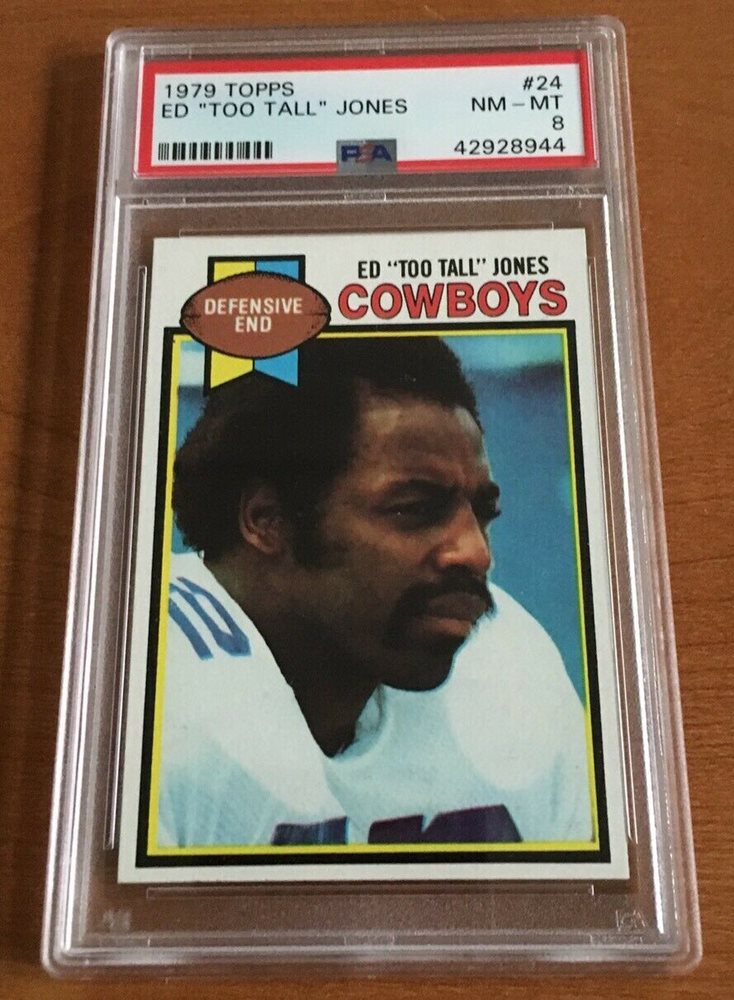 1979 TOPPS #24
ED "TOO TALL" JONES NM - MT
8
PSA 42928944
ED "TOO TALL" JONES
COWBOYS
DEFENSIVE
END